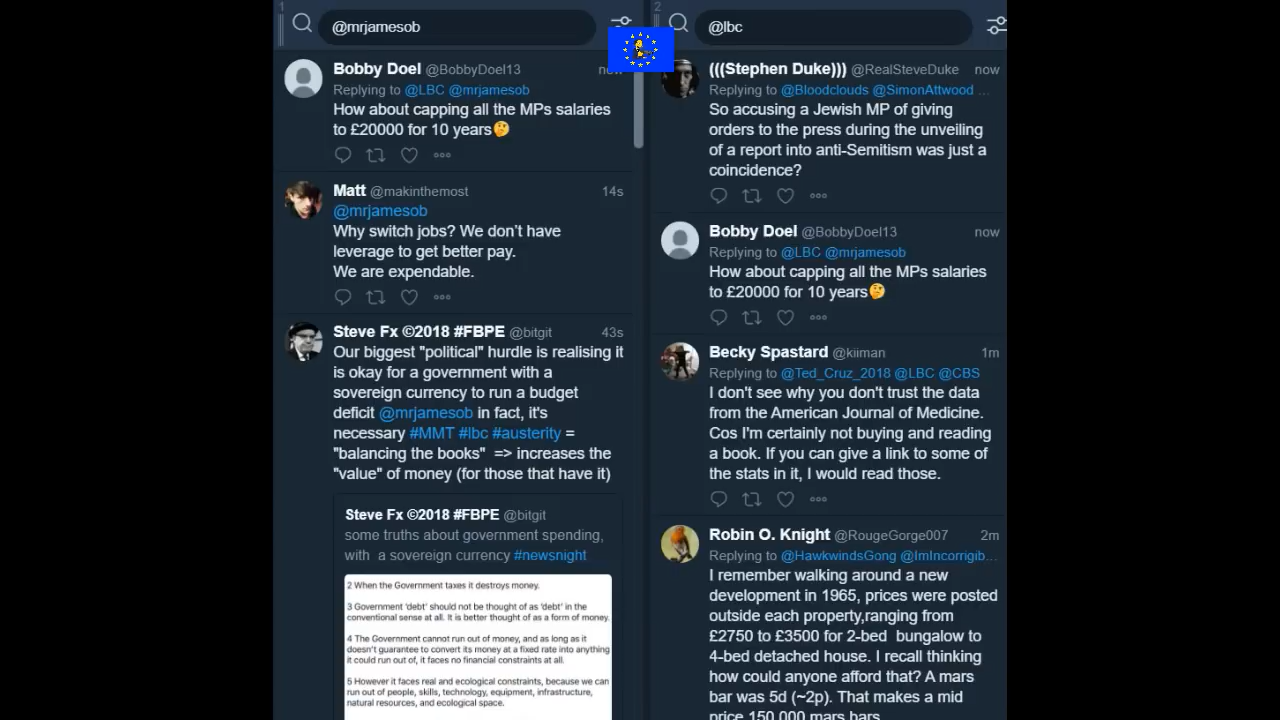 1
@mrjamesob
Bobby Doel @BobbyDoel13
Replying to @LBC @mrjamesob
How about capping all the MPs salaries
to £20000 for 10 years🤔
Matt @makinthemost 14s
@mrjamesob
Why switch jobs? We don't have
leverage to get better pay.
We are expendable.
Steve Fx ©2018 #FBPE @bitgit 43s
Our biggest "political" hurdle is realising it
is okay for a government with a
sovereign currency to run a budget
deficit @mrjamesob in fact, it's
necessary #MMT #lbc #austerity =
"balancing the books" => increases the
"value" of money (for those that have it)
Steve Fx ©2018 #FBPE @bitgit
some truths about government spending,
with a sovereign currency #newsnight
2 When the Government taxes it destroys money.
3 Government 'debt' should not be thought of as 'debt' in the
conventional sense at all. It is better thought of as a form of money.
4 The Government cannot run out of money, and as long as it
doesn't guarantee to convert its money at a fixed rate into anything
it could run out of, it faces no financial constraints at all.
5 However it faces real and ecological constraints, because we can
run out of people, skills, technology, equipment, infrastructure,
natural resources, and ecological space.
2
@lbc
(((Stephen Duke))) @RealSteveDuke now
Replying to @Bloodclouds @SimonAttwood ...
So accusing a Jewish MP of giving
orders to the press during the unveiling
of a report into anti-Semitism was just a
coincidence?
Bobby Doel @BobbyDoel13 now
Replying to @LBC @mrjamesob
How about capping all the MPs salaries
to £20000 for 10 years🤔
Becky Spastard @kiiman 1m
Replying to @Ted_Cruz_2018 @LBC @CBS
I don't see why you don't trust the data
from the American Journal of Medicine.
Cos I'm certainly not buying and reading
a book. If you can give a link to some of
the stats in it, I would read those.
Robin O. Knight @RougeGorge007 2m
Replying to @HawkwindsGong @ImIncorrigib...
I remember walking around a new
development in 1965, prices were posted
outside each property,ranging from
£2750 to £3500 for 2-bed bungalow to
4-bed detached house. I recall thinking
how could anyone afford that? A mars
bar was 5d (~2p). That makes a mid
price 150,000 mars bars